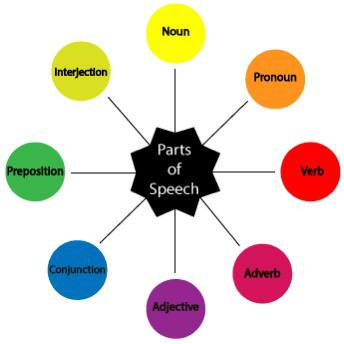 Noun
Interjection
Pronoun
Parts
of
Speech
Preposition
Verb
Conjunction
Adverb
Adjective